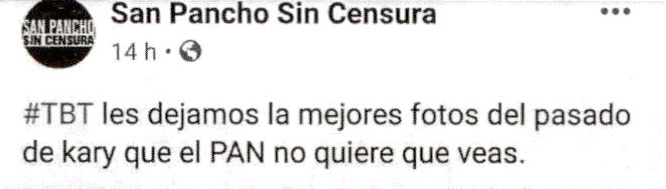 San Pancho Sin Censura
SAN PANCHO
SIN CENSURA
14 h
#TBT les dejamos la mejores fotos del pasado
de kary que el PAN no quiere que veas.